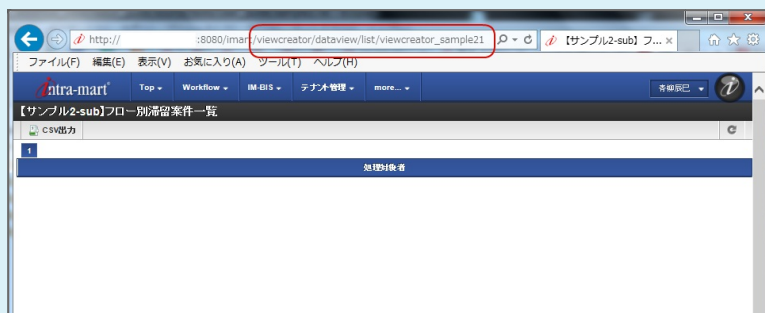 http:// :8080/imart/viewcreator/dataview/list/viewcreator_sample21
【サンプル2-sub】フ... ×
ファイル(F) 編集(E) 表示(V) お気に入り(A) ツール(T) ヘルプ(H)
intra-mart Top Workflow IM-BIS テナント管理 more... 青柳辰巳
【サンプル2-sub】フロー別滞留案件一覧
CSV出力
1
処理対象者